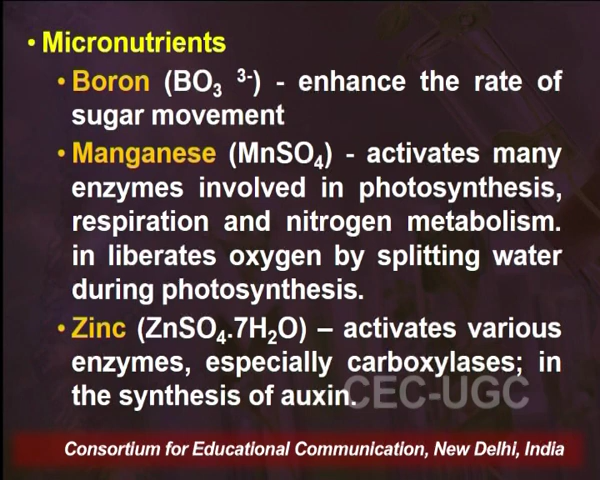 • Micronutrients
• Boron (BO₃ ³⁻) - enhance the rate of
sugar movement
• Manganese (MnSO₄) - activates many
enzymes involved in photosynthesis,
respiration and nitrogen metabolism.
in liberates oxygen by splitting water
during photosynthesis.
• Zinc (ZnSO₄.7H₂O) – activates various
enzymes, especially carboxylases; in
the synthesis of auxin.
CEC-UGC
Consortium for Educational Communication, New Delhi, India